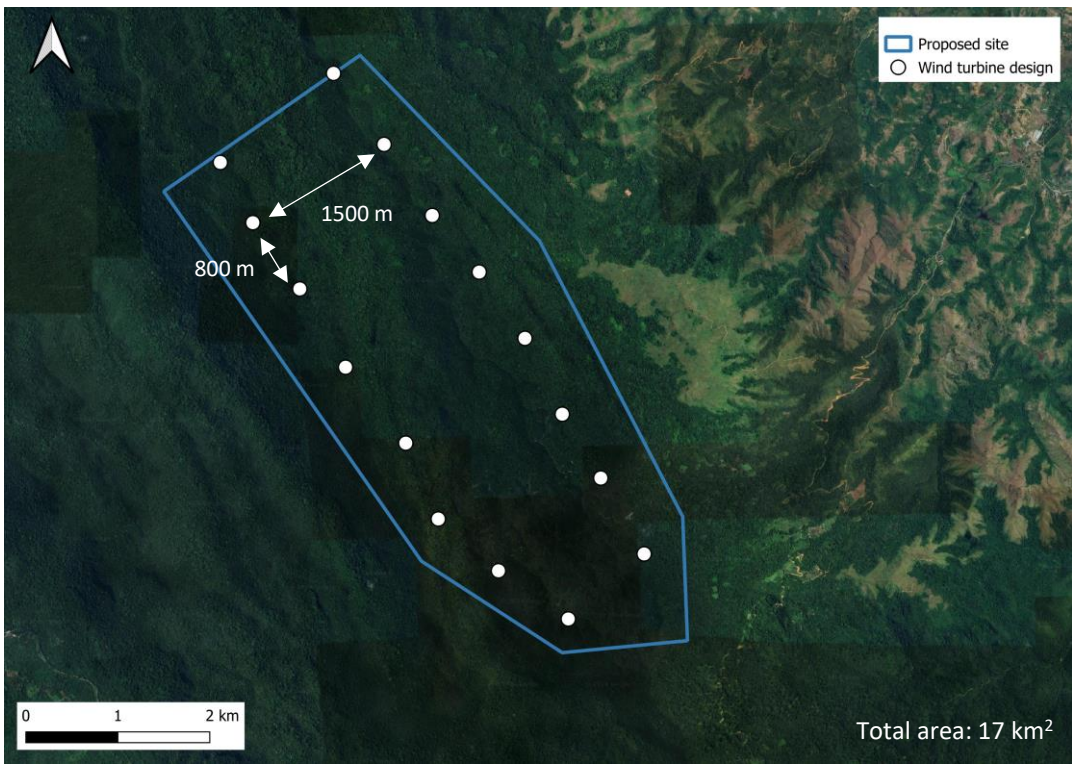 Proposed site
Wind turbine design
1500 m
800 m
0 1 2 km
Total area: 17 km²